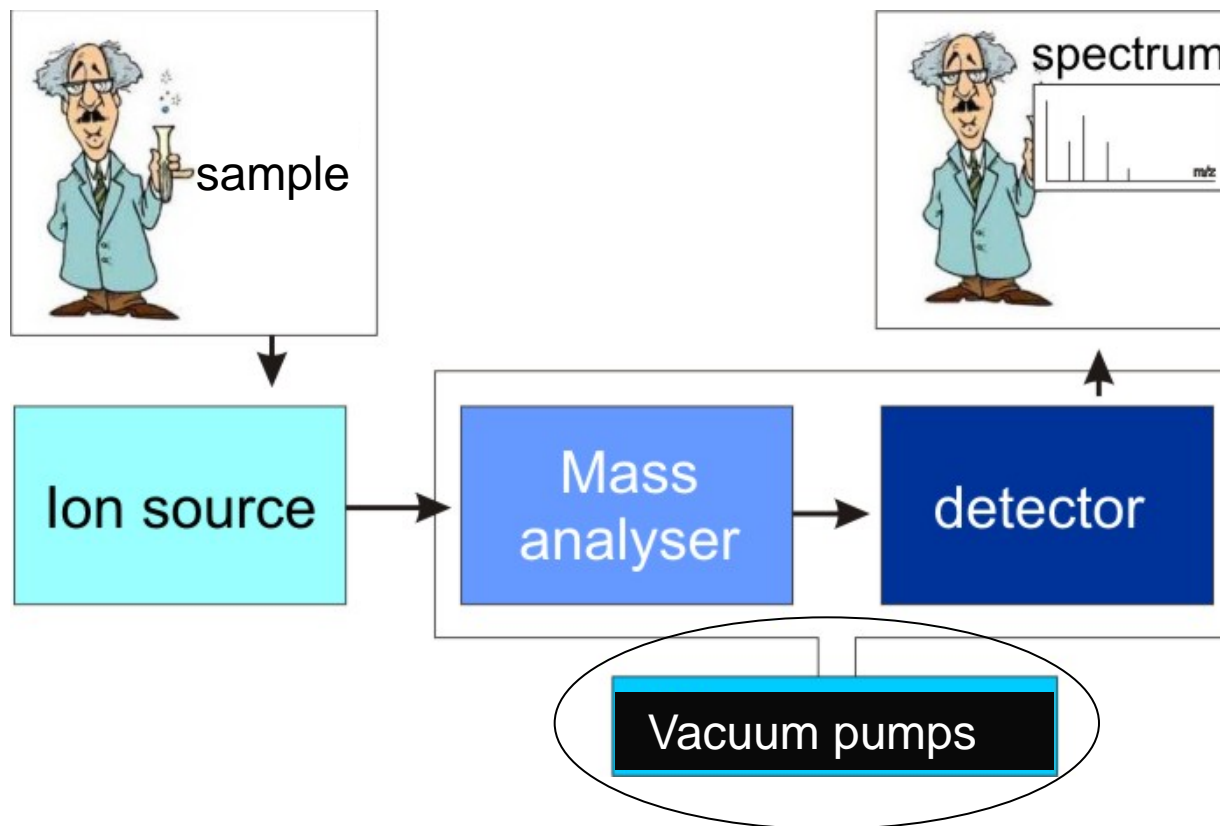 sample
spectrum
m/z
Ion source
Mass
analyser
detector
Vacuum pumps